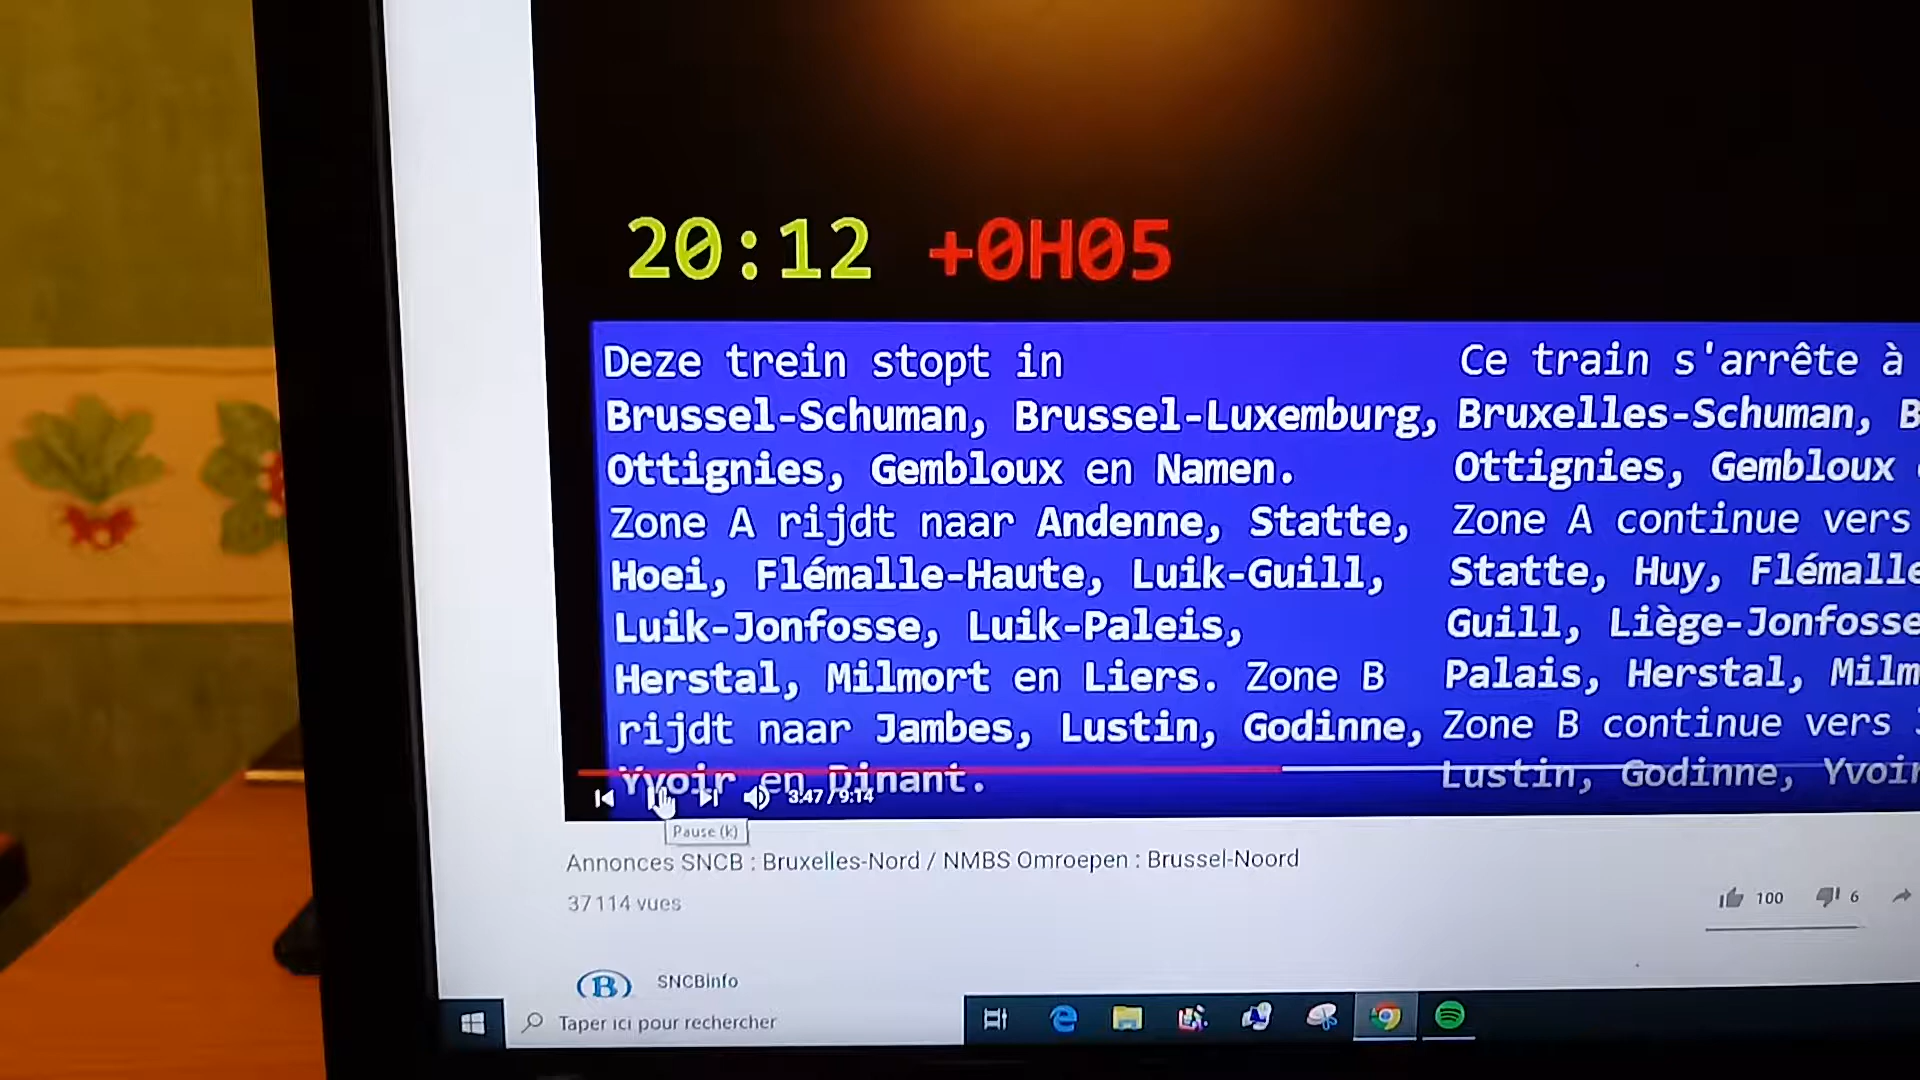 20:12 +0H05
Deze trein stopt in
Brussel-Schuman, Brussel-Luxemburg,
Ottignies, Gembloux en Namen.
Zone A rijdt naar Andenne, Statte,
Hoei, Flémalle-Haute, Luik-Guill,
Luik-Jonfosse, Luik-Paleis,
Herstal, Milmort en Liers. Zone B
rijdt naar Jambes, Lustin, Godinne,
Yvoir en Dinant.
Ce train s'arrête à
Bruxelles-Schuman, B
Ottignies, Gembloux
Zone A continue vers
Statte, Huy, Flémalle
Guill, Liège-Jonfosse
Palais, Herstal, Milm
Zone B continue vers
Lustin, Godinne, Yvoir
3:47 / 9:14
Pause (k)
Annonces SNCB : Bruxelles-Nord / NMBS Omroepen : Brussel-Noord
37 114 vues
100 6
B SNCBinfo
Taper ici pour rechercher